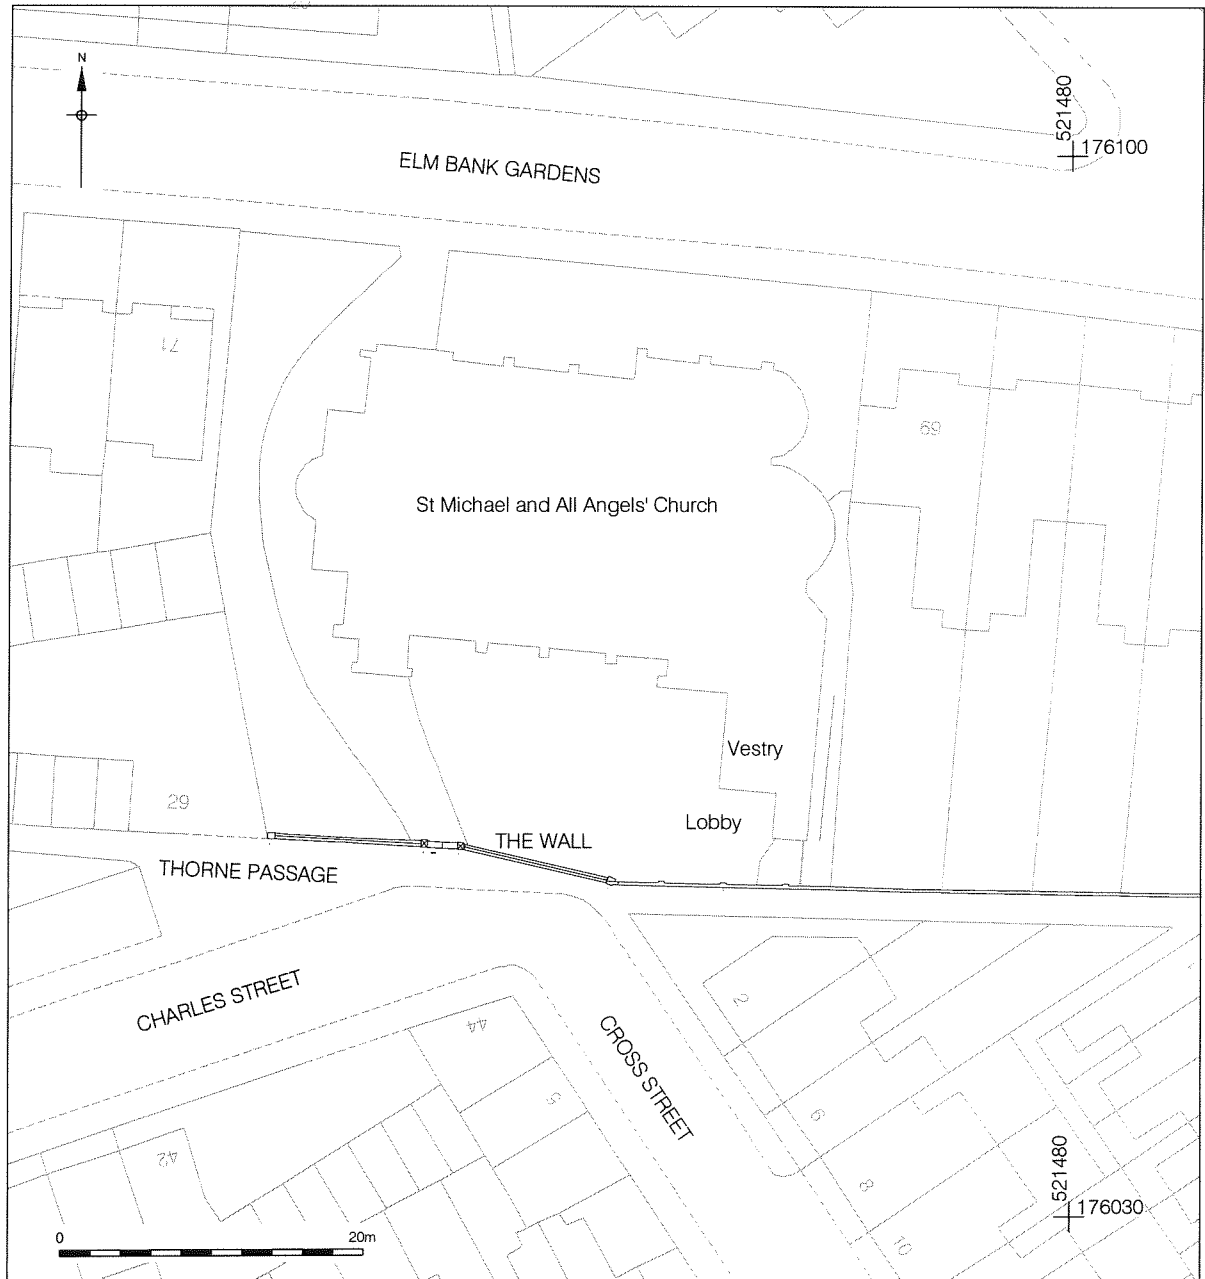 N
521480
176100
ELM BANK GARDENS
71
69
St Michael and All Angels' Church
Vestry
29
Lobby
THE WALL
THORNE PASSAGE
CHARLES STREET
2
44
CROSS STREET
5
6
42
8
521480
176030
10
0
20m